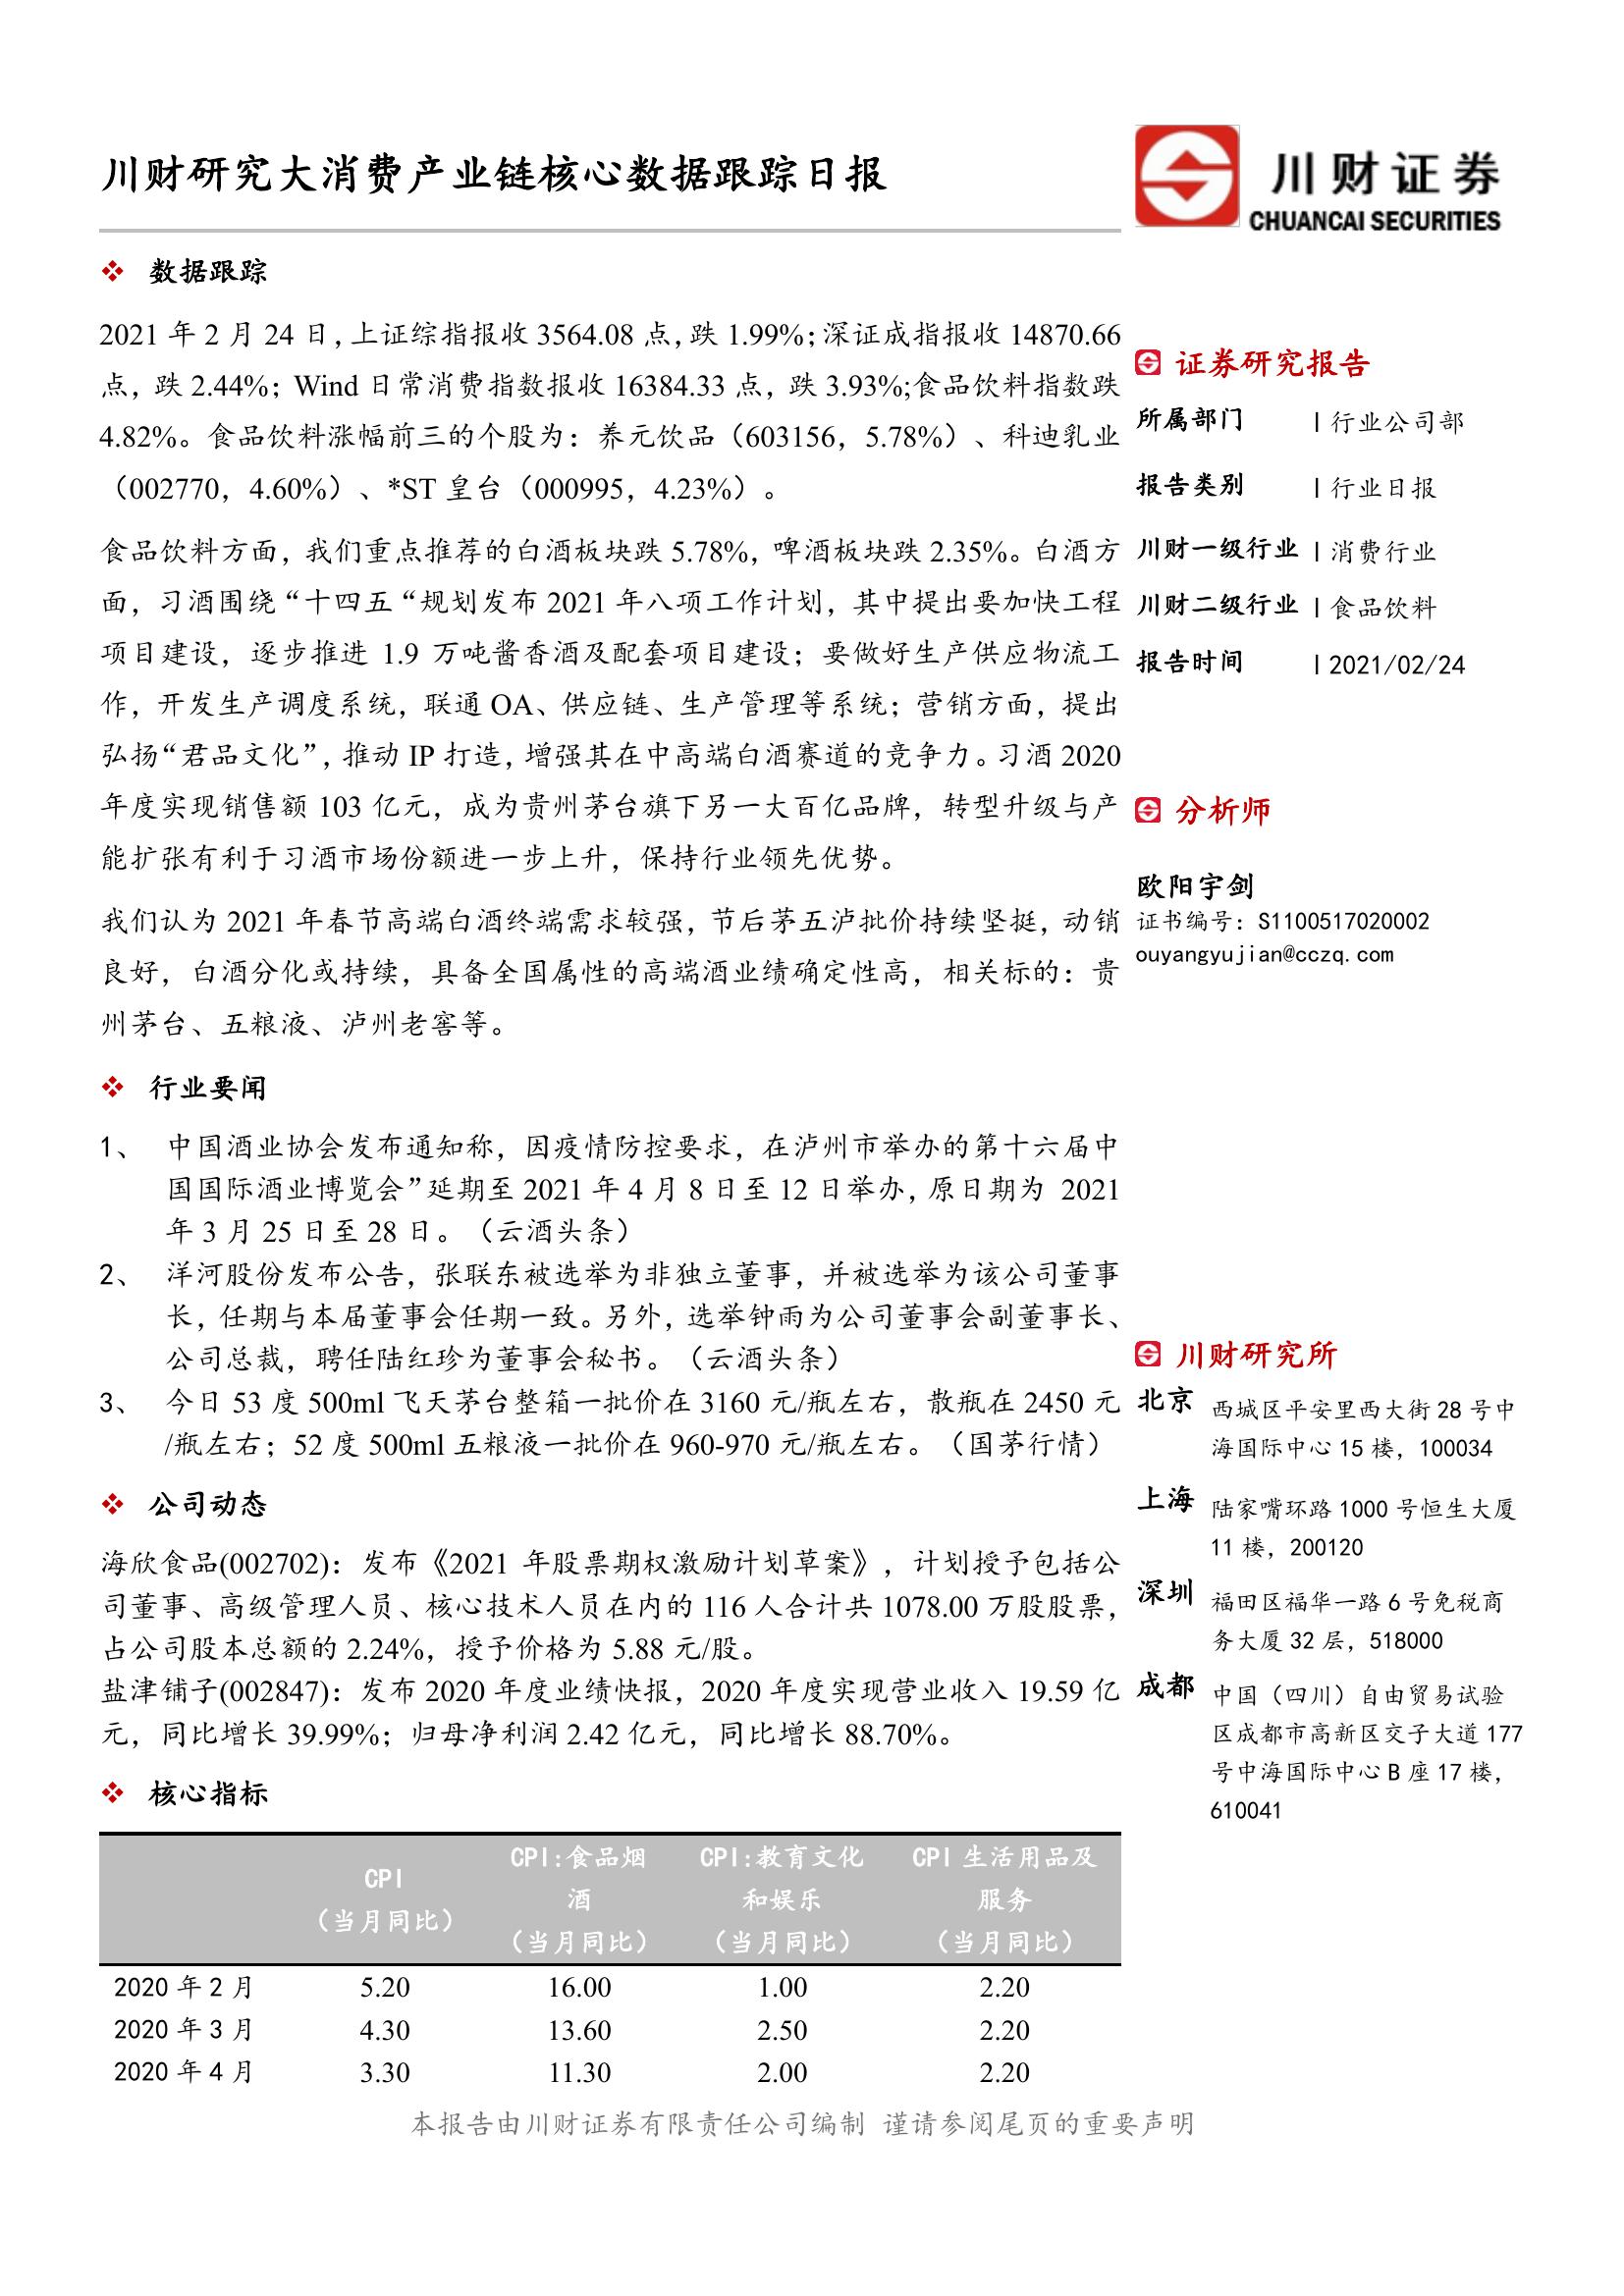 川财研究大消费产业链核心数据跟踪日报
川财证券
CHUANCAI SECURITIES
❖ 数据跟踪
2021 年 2 月 24 日，上证综指报收 3564.08 点，跌 1.99%；深证成指报收 14870.66
点，跌 2.44%；Wind 日常消费指数报收 16384.33 点，跌 3.93%;食品饮料指数跌
4.82%。食品饮料涨幅前三的个股为：养元饮品（603156，5.78%）、科迪乳业
（002770，4.60%）、*ST 皇台（000995，4.23%）。
食品饮料方面，我们重点推荐的白酒板块跌 5.78%，啤酒板块跌 2.35%。白酒方
面，习酒围绕“十四五“规划发布 2021 年八项工作计划，其中提出要加快工程
项目建设，逐步推进 1.9 万吨酱香酒及配套项目建设；要做好生产供应物流工
作，开发生产调度系统，联通 OA、供应链、生产管理等系统；营销方面，提出
弘扬“君品文化”，推动 IP 打造，增强其在中高端白酒赛道的竞争力。习酒 2020
年度实现销售额 103 亿元，成为贵州茅台旗下另一大百亿品牌，转型升级与产
能扩张有利于习酒市场份额进一步上升，保持行业领先优势。
我们认为 2021 年春节高端白酒终端需求较强，节后茅五泸批价持续坚挺，动销
良好，白酒分化或持续，具备全国属性的高端酒业绩确定性高，相关标的：贵
州茅台、五粮液、泸州老窖等。
❖ 行业要闻
1、 中国酒业协会发布通知称，因疫情防控要求，在泸州市举办的第十六届中
国国际酒业博览会”延期至 2021 年 4 月 8 日至 12 日举办，原日期为 2021
年 3 月 25 日至 28 日。（云酒头条）
2、 洋河股份发布公告，张联东被选举为非独立董事，并被选举为该公司董事
长，任期与本届董事会任期一致。另外，选举钟雨为公司董事会副董事长、
公司总裁，聘任陆红珍为董事会秘书。（云酒头条）
3、 今日 53 度 500ml 飞天茅台整箱一批价在 3160 元/瓶左右，散瓶在 2450 元
/瓶左右；52 度 500ml 五粮液一批价在 960-970 元/瓶左右。（国茅行情）
❖ 公司动态
海欣食品(002702)：发布《2021 年股票期权激励计划草案》，计划授予包括公
司董事、高级管理人员、核心技术人员在内的 116 人合计共 1078.00 万股股票，
占公司股本总额的 2.24%，授予价格为 5.88 元/股。
盐津铺子(002847)：发布 2020 年度业绩快报，2020 年度实现营业收入 19.59 亿
元，同比增长 39.99%；归母净利润 2.42 亿元，同比增长 88.70%。
❖ 核心指标
CPI（当月同比） CPI:食品烟酒（当月同比） CPI:教育文化和娱乐（当月同比） CPI 生活用品及服务（当月同比）
2020 年 2 月 5.20 16.00 1.00 2.20
2020 年 3 月 4.30 13.60 2.50 2.20
2020 年 4 月 3.30 11.30 2.00 2.20
证券研究报告
所属部门 | 行业公司部
报告类别 | 行业日报
川财一级行业 | 消费行业
川财二级行业 | 食品饮料
报告时间 | 2021/02/24
分析师
欧阳宇剑
证书编号：S1100517020002
ouyangyujian@cczq.com
川财研究所
北京 西城区平安里西大街 28 号中
海国际中心 15 楼，100034
上海 陆家嘴环路 1000 号恒生大厦
11 楼，200120
深圳 福田区福华一路 6 号免税商
务大厦 32 层，518000
成都 中国（四川）自由贸易试验
区成都市高新区交子大道 177
号中海国际中心 B 座 17 楼，
610041
本报告由川财证券有限责任公司编制 谨请参阅尾页的重要声明